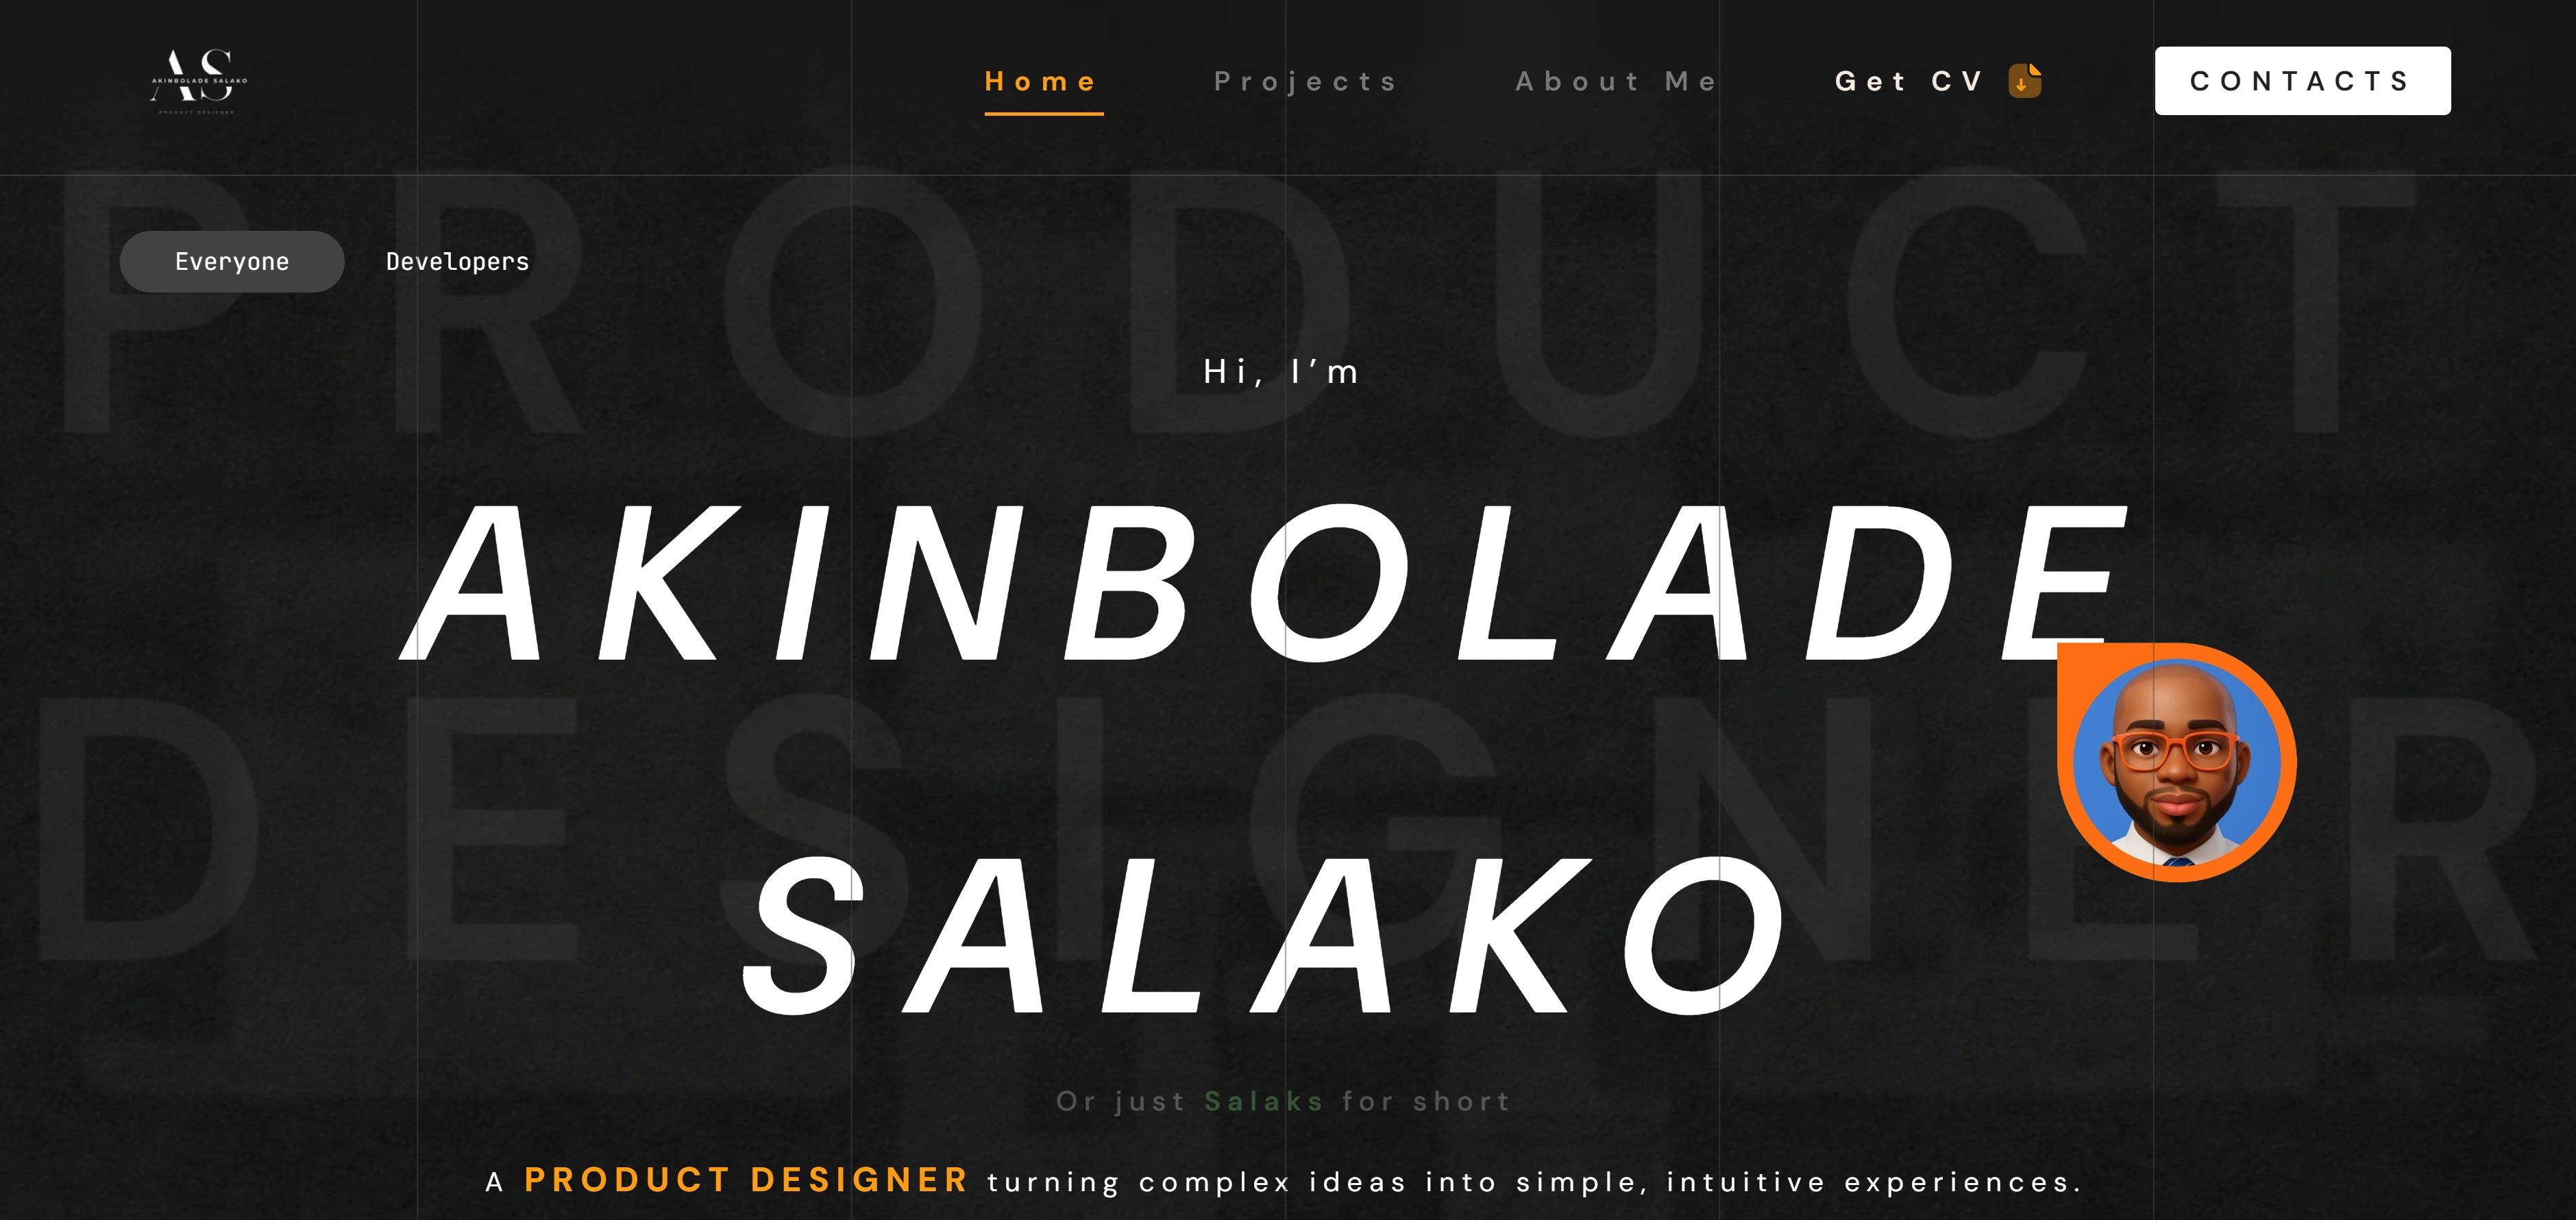 AS
AKINBOLADE SALAKO
PRODUCT DESIGNER
Home Projects About Me Get CV CONTACTS
PRODUCT
Everyone Developers
Hi, I’m
AKINBOLADE
DESIGNER
SALAKO
Or just Salaks for short
A PRODUCT DESIGNER turning complex ideas into simple, intuitive experiences.